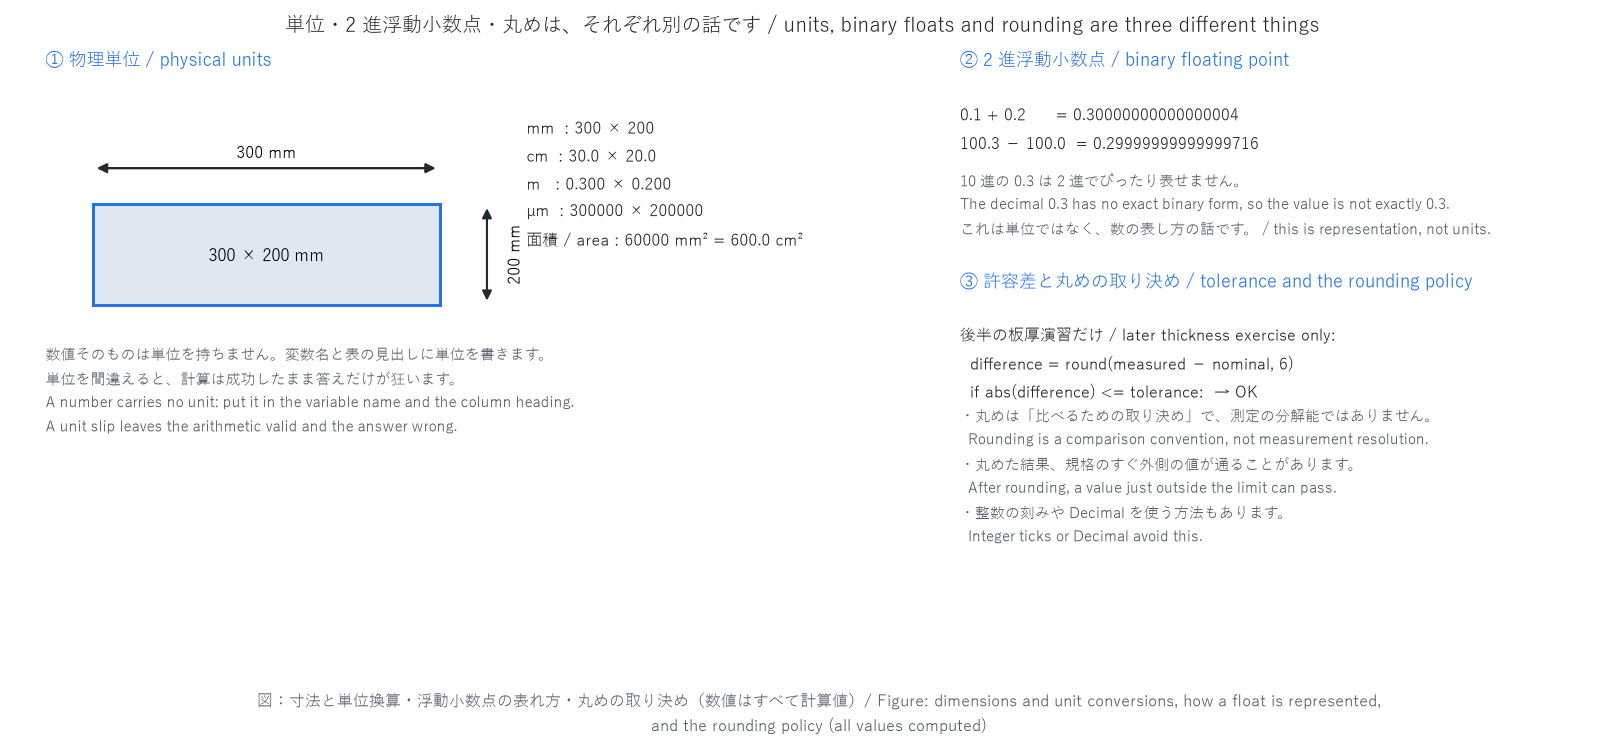 単位・2 進浮動小数点・丸めは、それぞれ別の話です / units, binary floats and rounding are three different things
① 物理単位 / physical units
300 mm
300 × 200 mm
200 mm
mm : 300 × 200
cm : 30.0 × 20.0
m : 0.300 × 0.200
µm : 300000 × 200000
面積 / area : 60000 mm² = 600.0 cm²
数値そのものは単位を持ちません。変数名と表の見出しに単位を書きます。
単位を間違えると、計算は成功したまま答えだけが狂います。
A number carries no unit: put it in the variable name and the column heading.
A unit slip leaves the arithmetic valid and the answer wrong.
② 2 進浮動小数点 / binary floating point
0.1 + 0.2 = 0.30000000000000004
100.3 − 100.0 = 0.29999999999999716
10 進の 0.3 は 2 進でぴったり表せません。
The decimal 0.3 has no exact binary form, so the value is not exactly 0.3.
これは単位ではなく、数の表し方の話です。 / this is representation, not units.
③ 許容差と丸めの取り決め / tolerance and the rounding policy
後半の板厚演習だけ / later thickness exercise only:
difference = round(measured − nominal, 6)
if abs(difference) <= tolerance: → OK
・丸めは「比べるための取り決め」で、測定の分解能ではありません。
Rounding is a comparison convention, not measurement resolution.
・丸めた結果、規格のすぐ外側の値が通ることがあります。
After rounding, a value just outside the limit can pass.
・整数の刻みや Decimal を使う方法もあります。
Integer ticks or Decimal avoid this.
図：寸法と単位換算・浮動小数点の表れ方・丸めの取り決め（数値はすべて計算値）/ Figure: dimensions and unit conversions, how a float is represented,
and the rounding policy (all values computed)